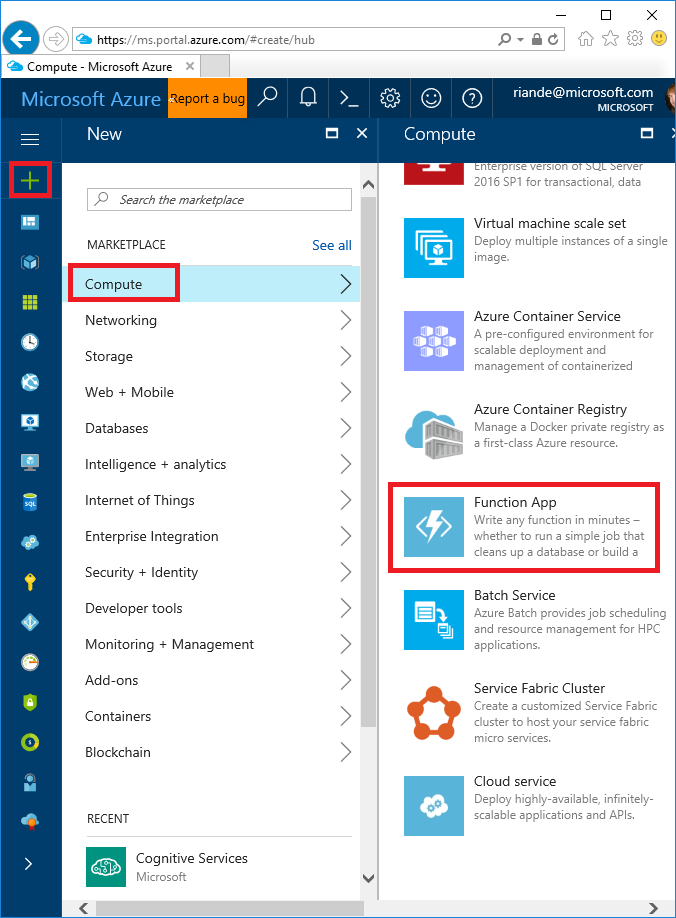 https://ms.portal.azure.com/#create/hub
Compute - Microsoft Azure
Microsoft Azure
Report a bug
riande@microsoft.com
MICROSOFT
New
Search the marketplace
MARKETPLACE
See all
Compute
Networking
Storage
Web + Mobile
Databases
Intelligence + analytics
Internet of Things
Enterprise Integration
Security + Identity
Developer tools
Monitoring + Management
Add-ons
Containers
Blockchain
RECENT
Cognitive Services
Microsoft
Compute
Enterprise version of SQL Server
2016 SP1 for transactional, data
Virtual machine scale set
Deploy multiple instances of a single
image.
Azure Container Service
A pre-configured environment for
scalable deployment and
management of containerized
Azure Container Registry
Manage a Docker private registry as
a first-class Azure resource.
Function App
Write any function in minutes –
whether to run a simple job that
cleans up a database or build a
Batch Service
Azure Batch provides job scheduling
and resource management for HPC
applications.
Service Fabric Cluster
Create a customized Service Fabric
cluster to host your service fabric
micro services.
Cloud service
Deploy highly-available, infinitely-
scalable applications and APIs.
SQL